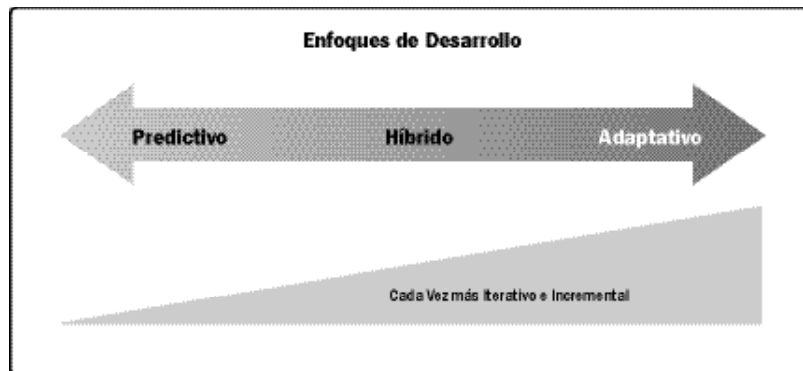 Enfoques de Desarrollo
Predictivo Híbrido Adaptativo
Cada Vez más Iterativo e Incremental